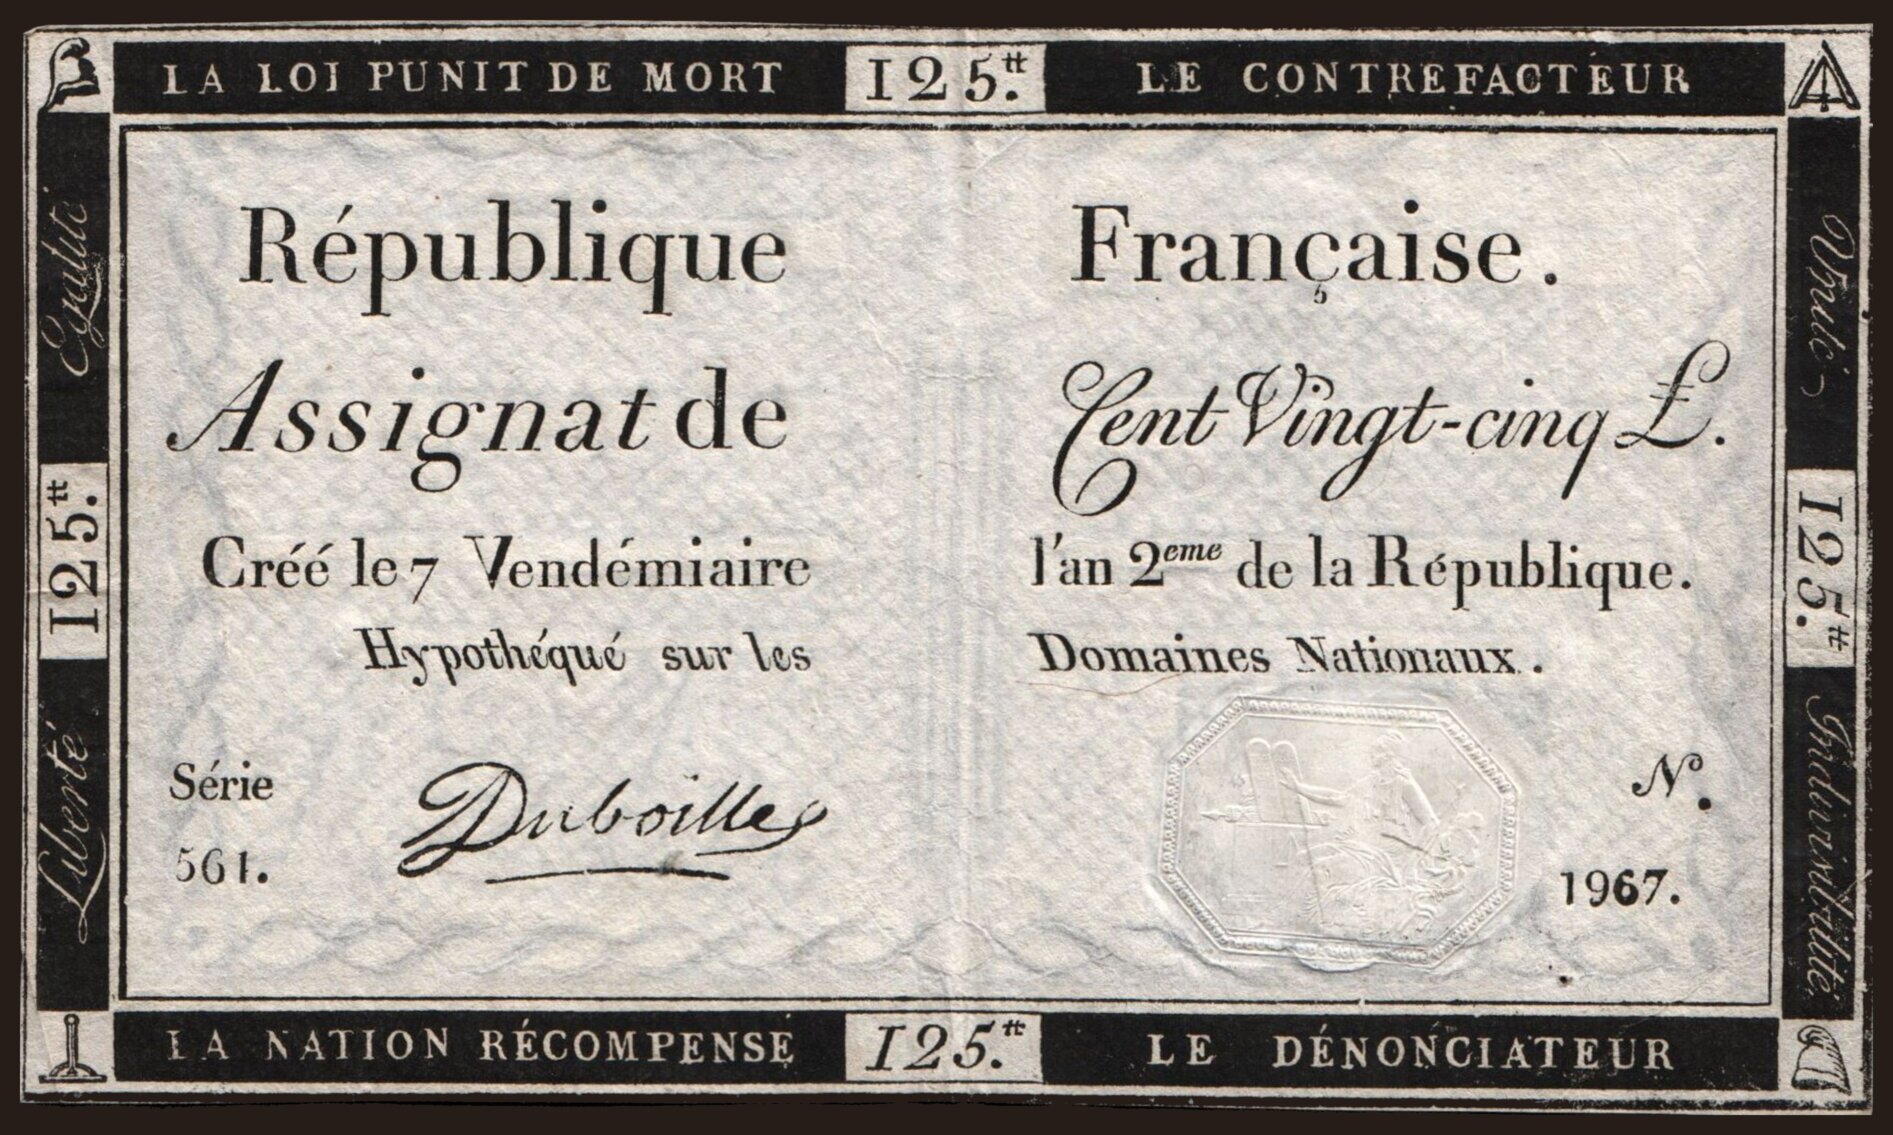 LA LOI PUNIT DE MORT 125.tt LE CONTREFACTEUR
Egalité
Unité
République Française.
Assignat de Cent Vingt-cinq £.
125.tt
125.tt
Créé le 7 Vendémiaire l'an 2eme de la République.
Hypothéqué sur les Domaines Nationaux.
Liberté
Indivisibilité.
Série No.
561. Duboille 1967.
LA NATION RÉCOMPENSE 125.tt LE DÉNONCIATEUR